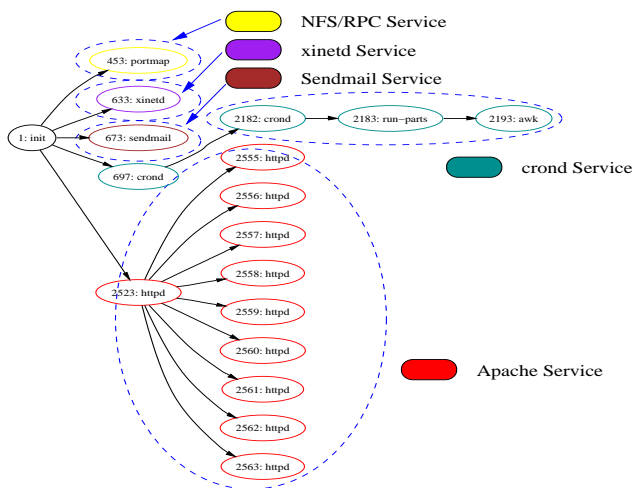 NFS/RPC Service
xinetd Service
Sendmail Service
453: portmap
633: xinetd
1: init
673: sendmail
697: crond
2182: crond
2183: run−parts
2193: awk
crond Service
2555: httpd
2556: httpd
2557: httpd
2558: httpd
2523: httpd
2559: httpd
2560: httpd
2561: httpd
2562: httpd
2563: httpd
Apache Service